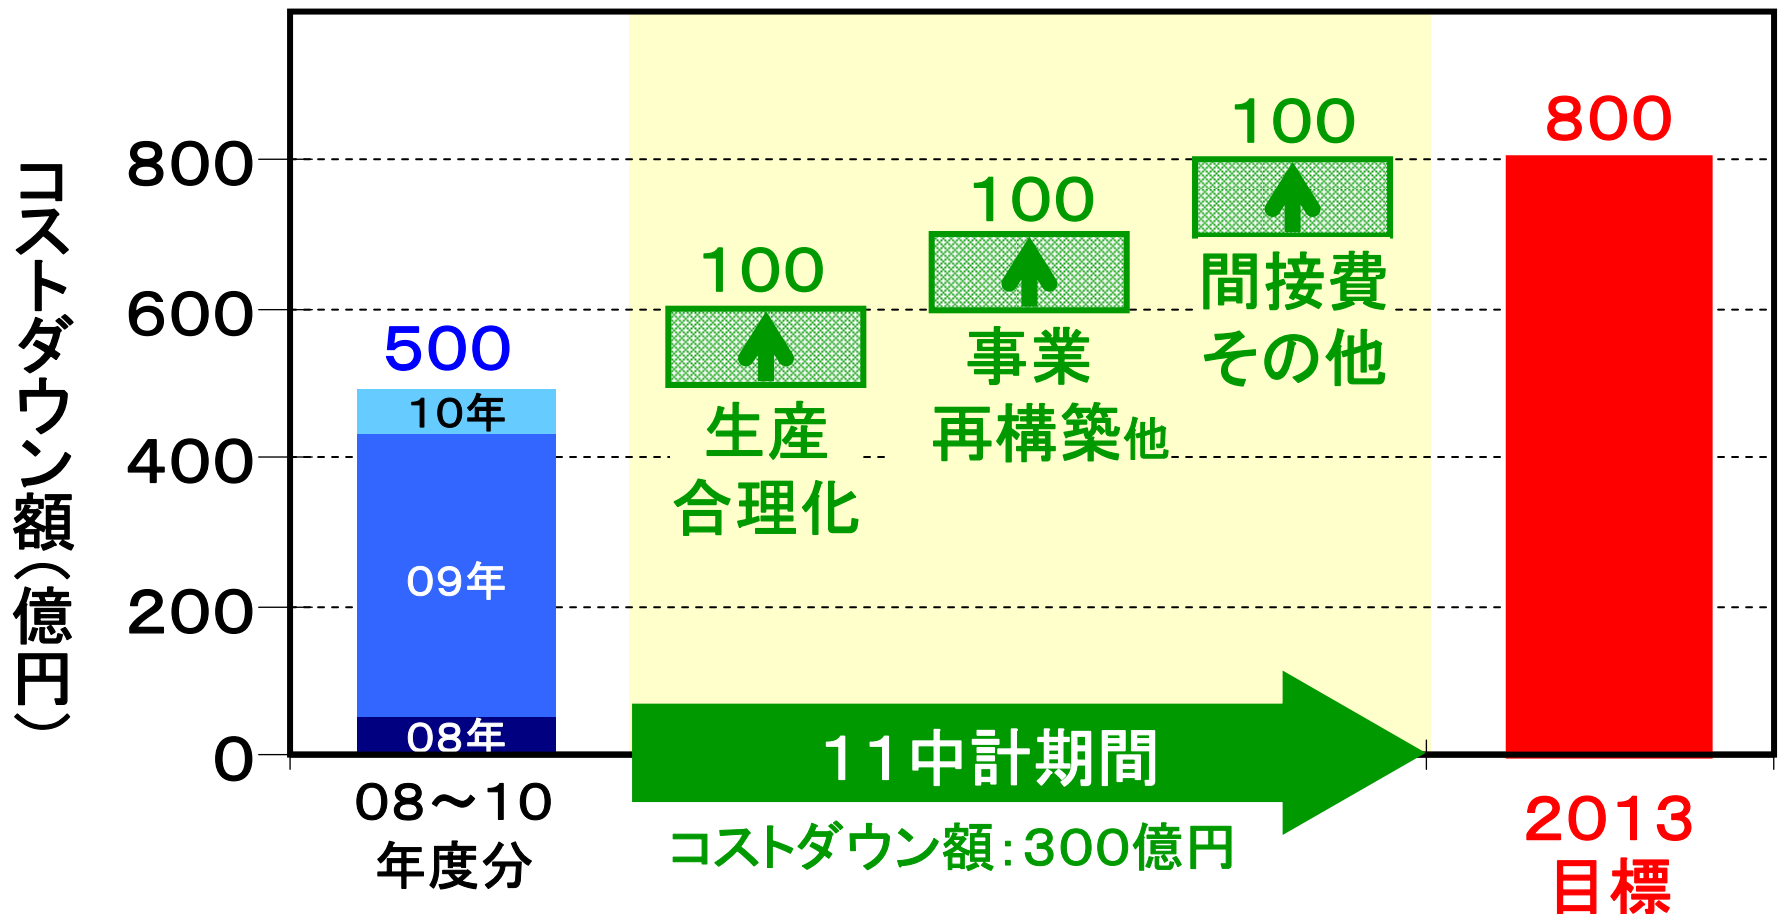 コストダウン額(億円)
800
600
400
200
0
500
10年
09年
08年
08～10
年度分
100
生産
合理化
100
事業
再構築他
100
間接費
その他
800
11中計期間
コストダウン額:300億円
2013
目標